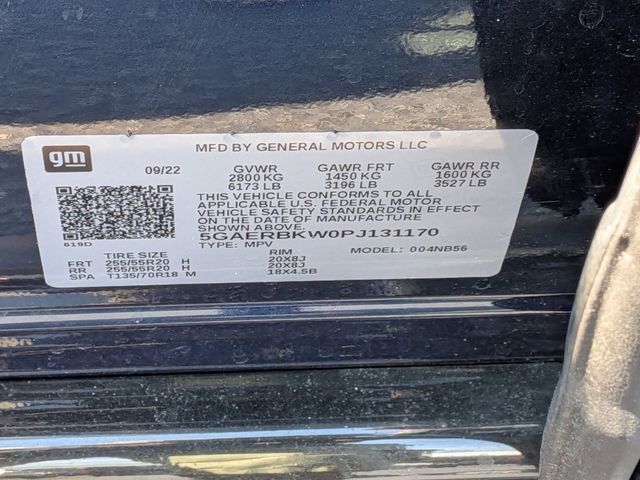 MFD BY GENERAL MOTORS LLC
gm
09/22 GVWR GAWR FRT GAWR RR
2800KG 1450 KG 1600 KG
6173 LB 3196 LB 3527 LB
THIS VEHICLE CONFORMS TO ALL
APPLICABLE U.S. FEDERAL MOTOR
VEHICLE SAFETY STANDARDS IN EFFECT
ON THE DATE OF MANUFACTURE
SHOWN ABOVE.
5GAERBKW0PJ131170
619D
TYPE: MPV MODEL: 004NB56
TIRE SIZE RIM
FRT 255/55R20 H 20X8J
RR 255/55R20 H 20X8J
SPA T135/70R18 M 18X4.5B